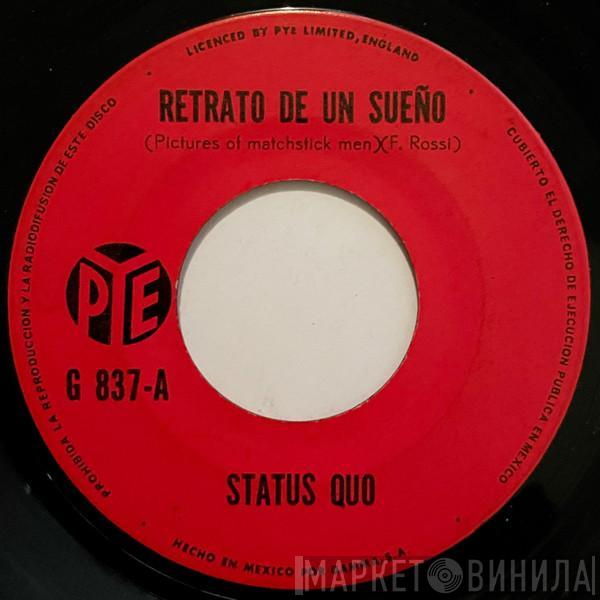 LICENCED BY PYE LIMITED, ENGLAND
RETRATO DE UN SUEÑO
(Pictures of matchstick men)(F. Rossi)
PROHIBIDA LA REPRODUCCION Y LA RADIODIFUSION DE ESTE DISCO
CUBIERTO EL DERECHO DE EJECUCION PUBLICA EN MEXICO
PYE
G 837-A
STATUS QUO
HECHO EN MEXICO POR S. A.
МАРКЕТ ВИНИЛА